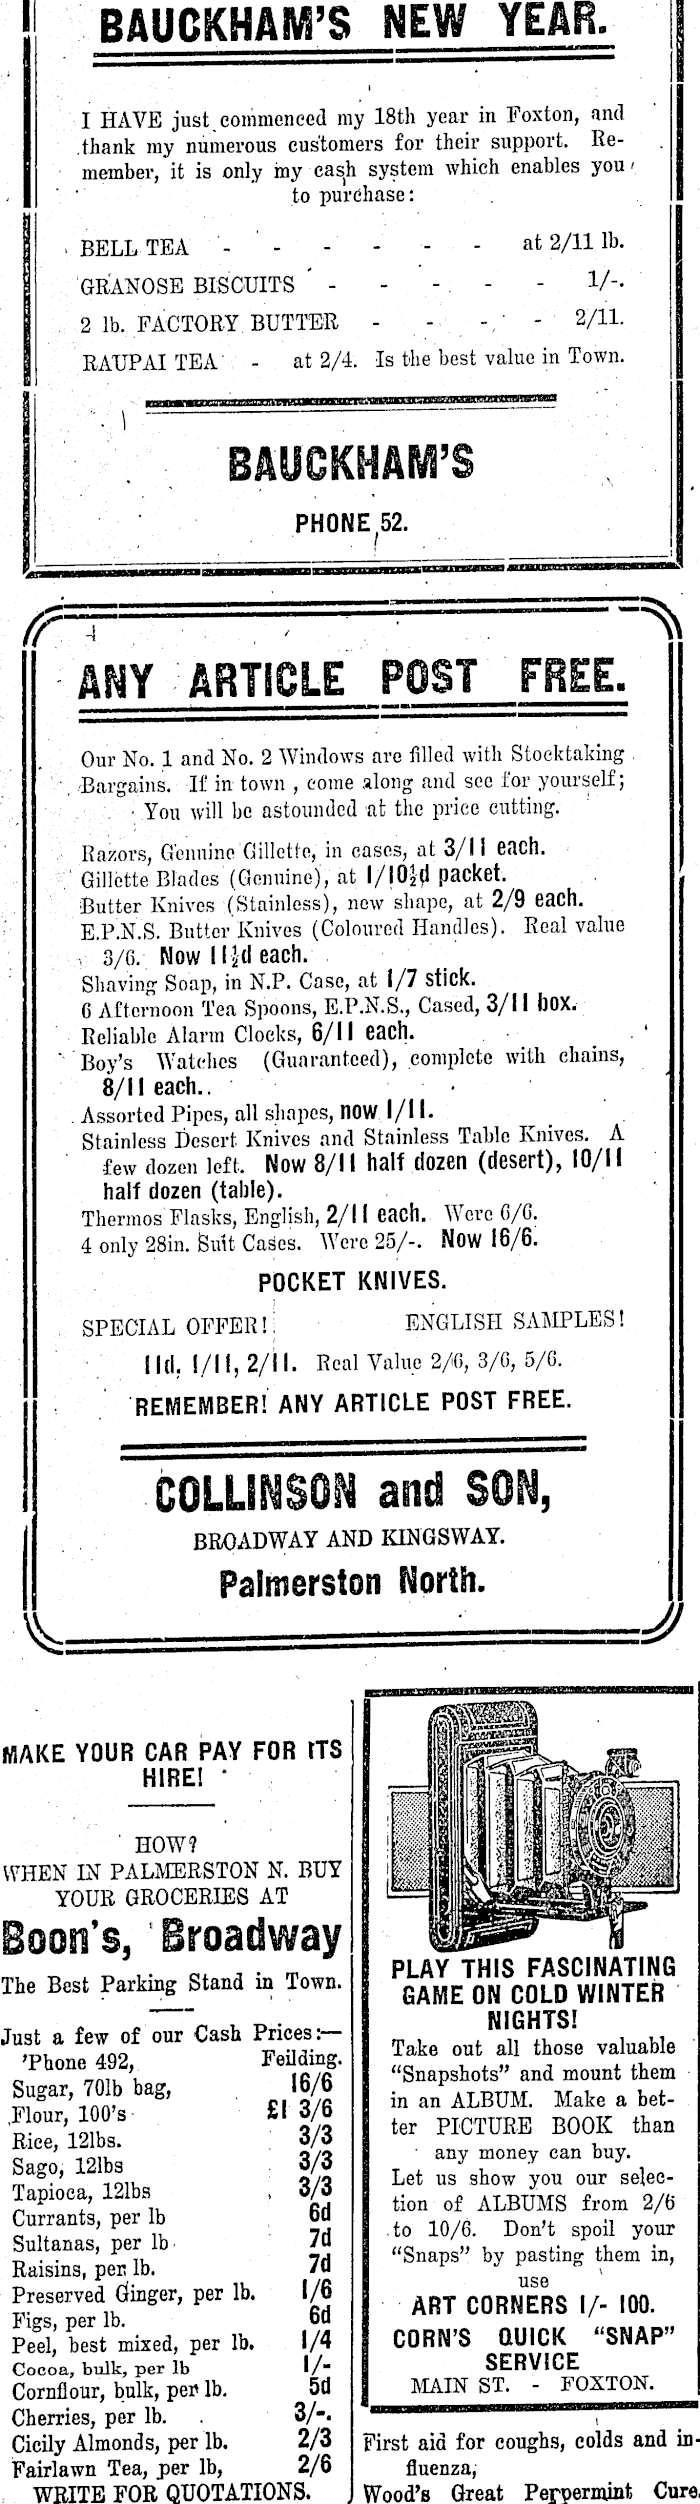 BAUCKHAM'S NEW YEAR.
I HAVE just commenced my 18th year in Foxton, and
thank my numerous customers for their support. Re-
member, it is only my cash system which enables you
to purchase:
BELL TEA - - - - - - at 2/11 lb.
GRANOSE BISCUITS - - - - - 1/-.
2 lb. FACTORY BUTTER - - - - 2/11.
RAUPAI TEA - at 2/4. Is the best value in Town.
BAUCKHAM'S
PHONE 52.
ANY ARTICLE POST FREE.
Our No. 1 and No. 2 Windows are filled with Stocktaking
Bargains. If in town , come along and see for yourself;
You will be astounded at the price cutting.
Razors, Genuine Gillette, in cases, at 3/11 each.
Gillette Blades (Genuine), at 1/10½d packet.
Butter Knives (Stainless), new shape, at 2/9 each.
E.P.N.S. Butter Knives (Coloured Handles). Real value
3/6. Now 11½d each.
Shaving Soap, in N.P. Case, at 1/7 stick.
6 Afternoon Tea Spoons, E.P.N.S., Cased, 3/11 box.
Reliable Alarm Clocks, 6/11 each.
Boy's Watches (Guaranteed), complete with chains,
8/11 each..
Assorted Pipes, all shapes, now 1/11.
Stainless Desert Knives and Stainless Table Knives. A
few dozen left. Now 8/11 half dozen (desert), 10/11
half dozen (table).
Thermos Flasks, English, 2/11 each. Were 6/6.
4 only 28in. Suit Cases. Were 25/-. Now 16/6.
POCKET KNIVES.
SPECIAL OFFER! ENGLISH SAMPLES!
11d, 1/11, 2/11. Real Value 2/6, 3/6, 5/6.
REMEMBER! ANY ARTICLE POST FREE.
COLLINSON and SON,
BROADWAY AND KINGSWAY.
Palmerston North.
MAKE YOUR CAR PAY FOR ITS
HIRE!
HOW?
WHEN IN PALMERSTON N. BUY
YOUR GROCERIES AT
Boon's, Broadway
The Best Parking Stand in Town.
Just a few of our Cash Prices:—
'Phone 492, Feilding.
Sugar, 70lb bag, 16/6
Flour, 100's £1 3/6
Rice, 12lbs. 3/3
Sago, 12lbs 3/3
Tapioca, 12lbs 3/3
Currants, per lb 6d
Sultanas, per lb 7d
Raisins, per lb. 7d
Preserved Ginger, per lb. 1/6
Figs, per lb. 6d
Peel, best mixed, per lb. 1/4
Cocoa, bulk, per lb 1/-
Cornflour, bulk, per lb. 5d
Cherries, per lb. 3/-.
Cicily Almonds, per lb. 2/3
Fairlawn Tea, per lb, 2/6
WRITE FOR QUOTATIONS.
PLAY THIS FASCINATING
GAME ON COLD WINTER
NIGHTS!
Take out all those valuable
"Snapshots" and mount them
in an ALBUM. Make a bet-
ter PICTURE BOOK than
any money can buy.
Let us show you our selec-
tion of ALBUMS from 2/6
to 10/6. Don't spoil your
"Snaps" by pasting them in,
use
ART CORNERS 1/- 100.
CORN'S QUICK "SNAP"
SERVICE
MAIN ST. - FOXTON.
First aid for coughs, colds and in-
fluenza,
Wood's Great Peppermint Cure.